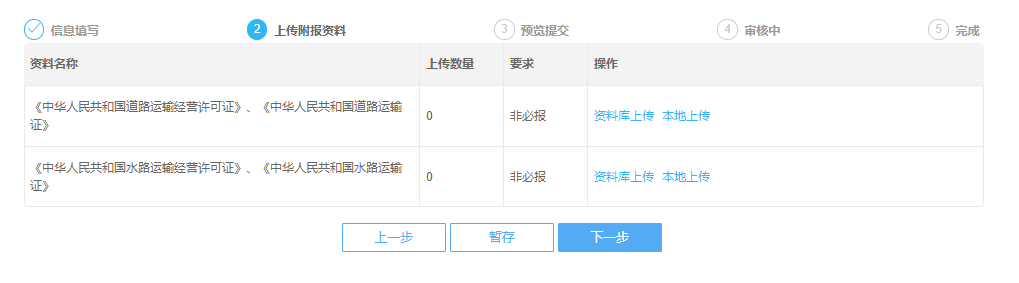 信息填写 2 上传附报资料 3 预览提交 4 审核中 5 完成
资料名称 上传数量 要求 操作
《中华人民共和国道路运输经营许可证》、《中华人民共和国道路运输
证》 0 非必报 资料库上传 本地上传
《中华人民共和国水路运输经营许可证》、《中华人民共和国水路运输
证》 0 非必报 资料库上传 本地上传
上一步 暂存 下一步